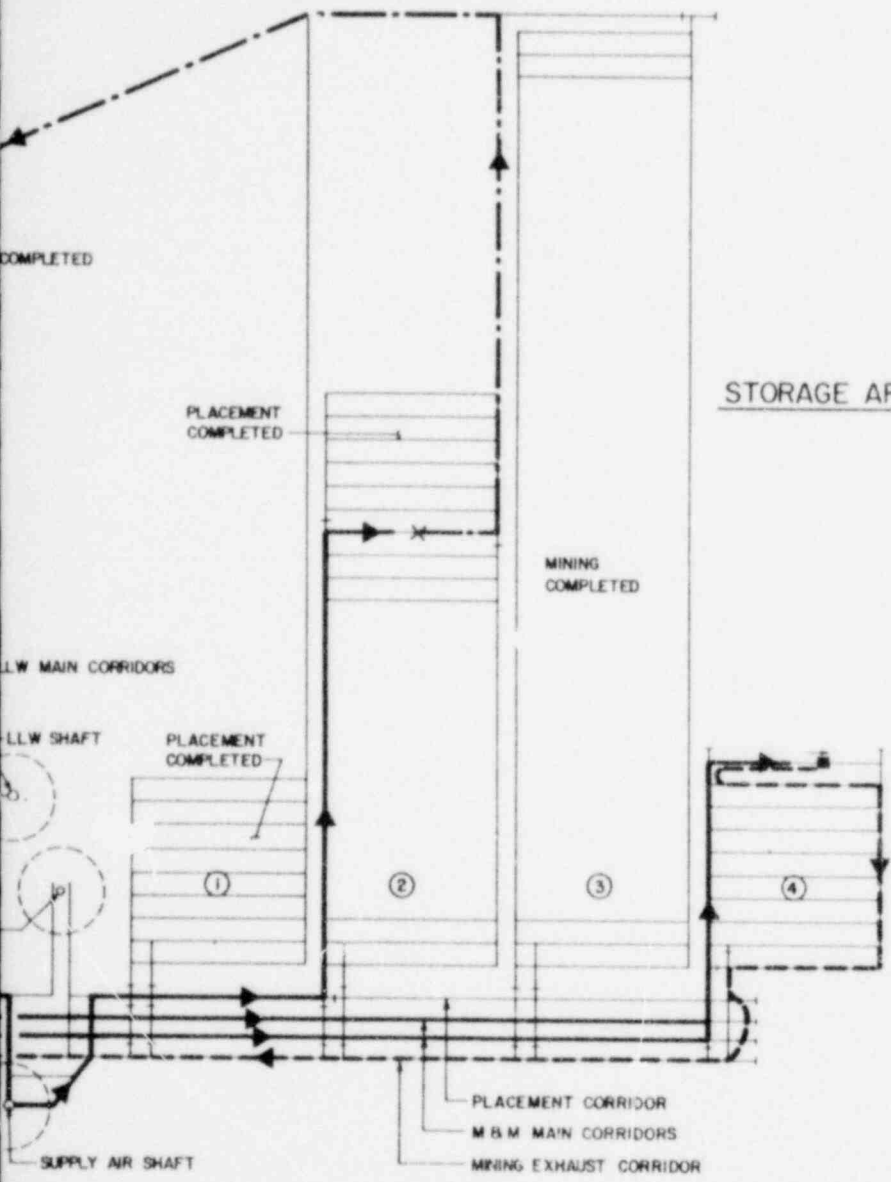 COMPLETED
PLACEMENT
COMPLETED
STORAGE
MINING
COMPLETED
LLW MAIN CORRIDORS
LLW SHAFT
PLACEMENT
COMPLETED
1
2
3
4
PLACEMENT CORRIDOR
M & M MAIN CORRIDORS
MINING EXHAUST CORRIDOR
SUPPLY AIR SHAFT